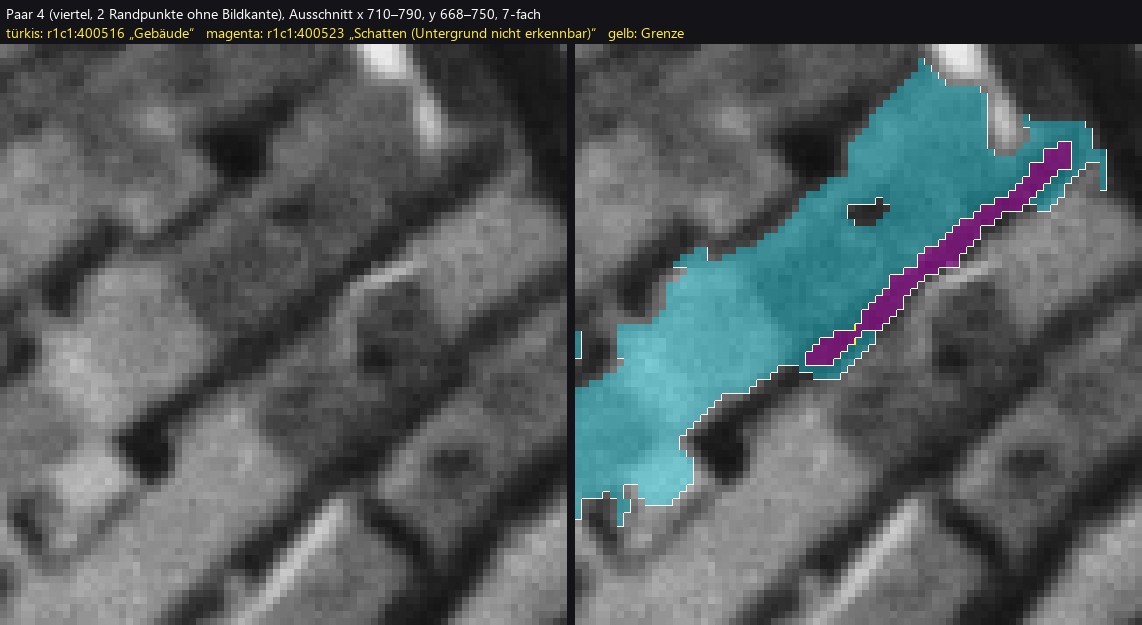 Paar 4 (viertel, 2 Randpunkte ohne Bildkante), Ausschnitt x 710–790, y 668–750, 7-fach
türkis: r1c1:400516 „Gebäude“ magenta: r1c1:400523 „Schatten (Untergrund nicht erkennbar)“ gelb: Grenze